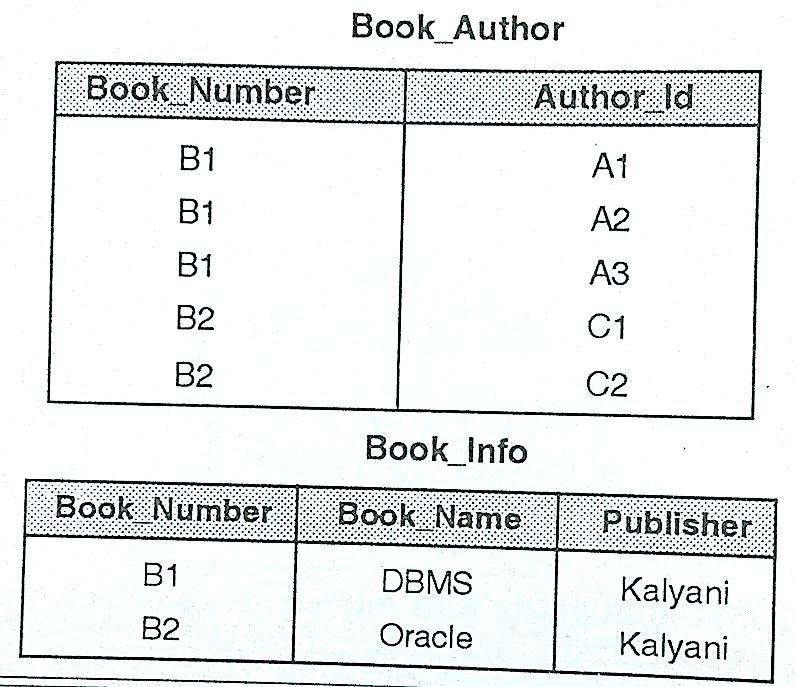 Book_Author
Book_Number Author_Id
B1 A1
B1 A2
B1 A3
B2 C1
B2 C2
Book_Info
Book_Number Book_Name Publisher
B1 DBMS Kalyani
B2 Oracle Kalyani